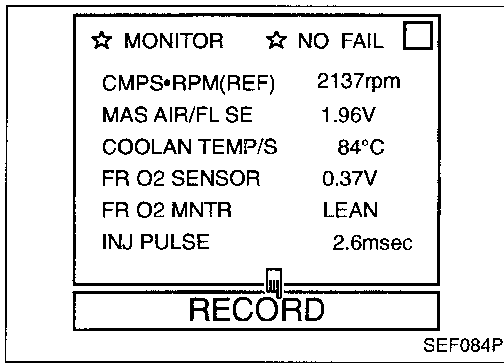 ☆ MONITOR ☆ NO FAIL
CMPS•RPM(REF) 2137rpm
MAS AIR/FL SE 1.96V
COOLAN TEMP/S 84°C
FR O2 SENSOR 0.37V
FR O2 MNTR LEAN
INJ PULSE 2.6msec
RECORD
SEF084P